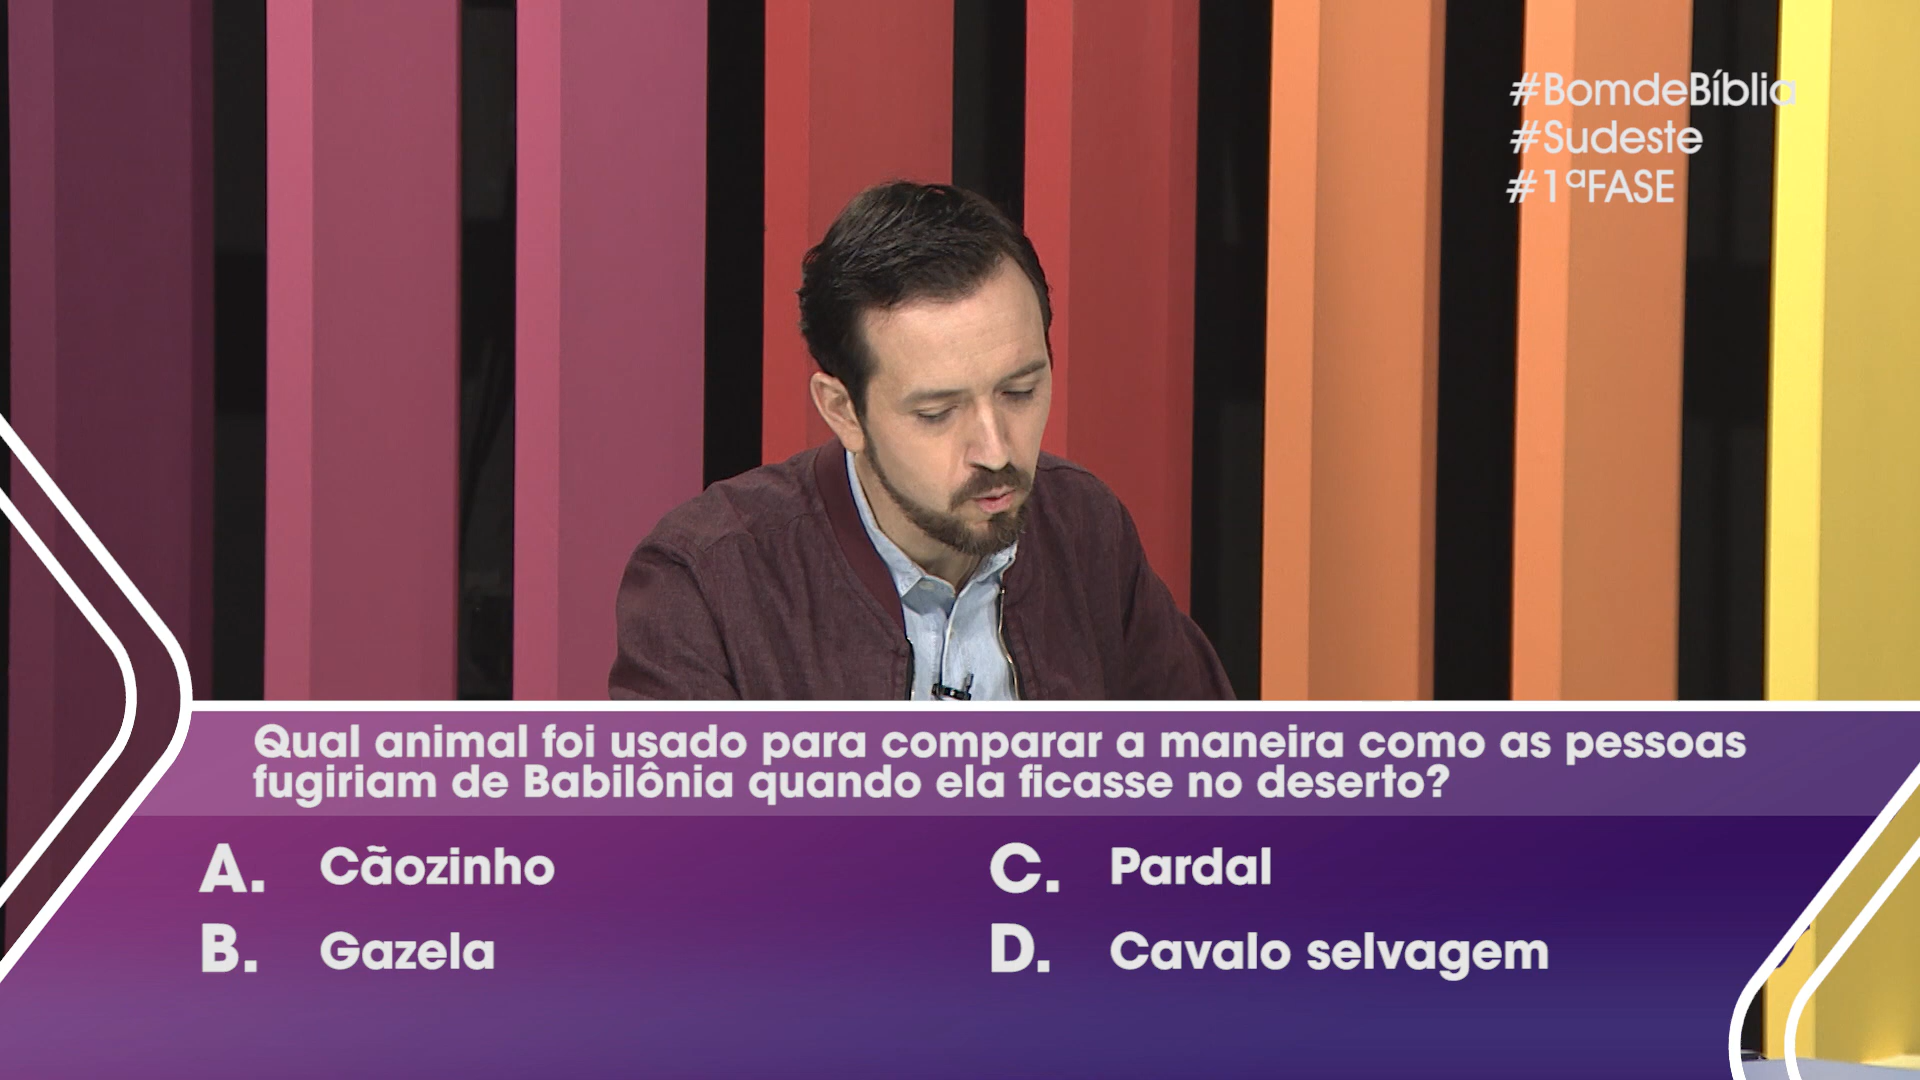 #BomdeBíblia
#Sudeste
#1ªFASE
Qual animal foi usado para comparar a maneira como as pessoas
fugiriam de Babilônia quando ela ficasse no deserto?
A. Cãozinho
C. Pardal
B. Gazela
D. Cavalo selvagem